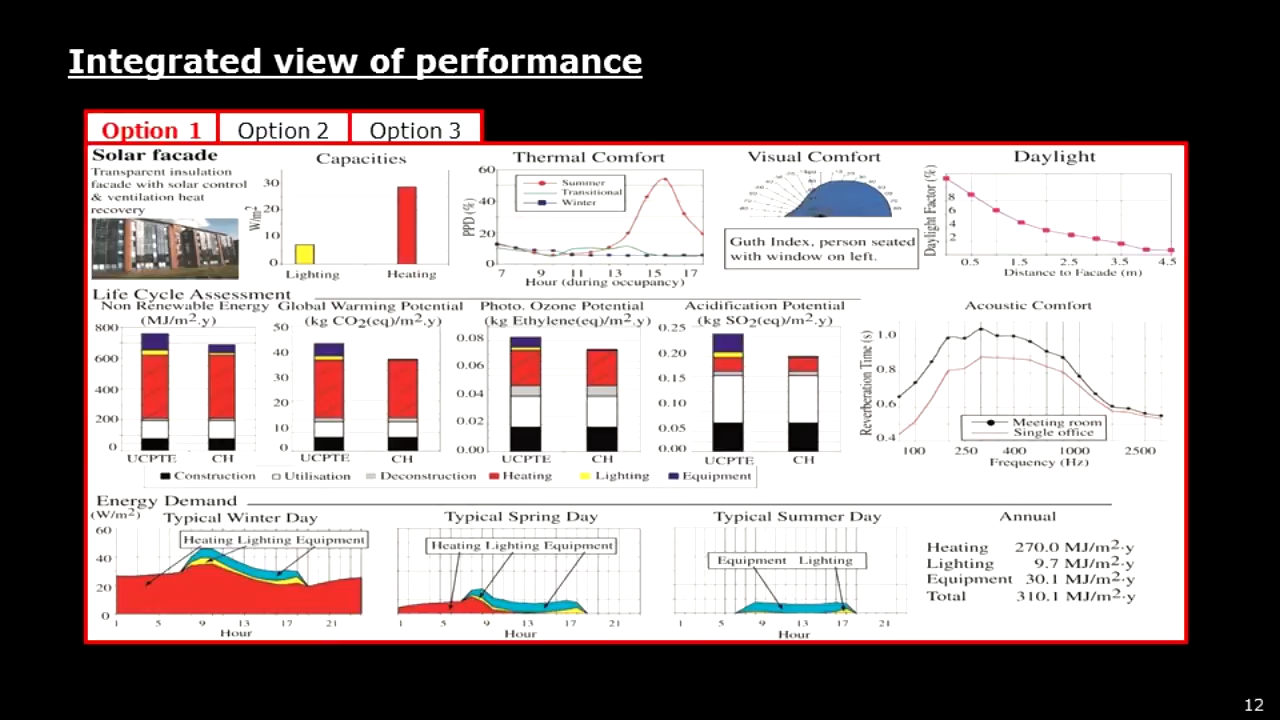 Integrated view of performance
Option 1
Option 2
Option 3
Solar facade
Transparent insulation
facade with solar control
& ventilation heat
recovery
Capacities
W/m²
30
20
10
0
Lighting
Heating
Thermal Comfort
PPD (%)
60
40
20
0
Summer
Transitional
Winter
7 9 11 13 15 17
Hour (during occupancy)
Visual Comfort
Guth Index, person seated
with window on left.
Daylight
Daylight Factor (%)
8
6
4
2
0.5 1.5 2.5 3.5 4.5
Distance to Facade (m)
Life Cycle Assessment
Non Renewable Energy
(MJ/m².y)
800
600
400
200
0
UCPTE CH
Global Warming Potential
(kg CO₂(eq)/m².y)
50
40
30
20
10
0
UCPTE CH
Photo. Ozone Potential
(kg Ethylene(eq)/m².y)
0.08
0.06
0.04
0.02
0.00
UCPTE CH
Acidification Potential
(kg SO₂(eq)/m².y)
0.25
0.20
0.15
0.10
0.05
0.00
UCPTE CH
Construction Utilisation Deconstruction Heating Lighting Equipment
Acoustic Comfort
Reverberation Time (s)
1.0
0.8
0.6
0.4
Meeting room
Single office
100 250 400 1000 2500
Frequency (Hz)
Energy Demand
(W/m²)
Typical Winter Day
60
40
20
0
Heating Lighting Equipment
1 5 9 13 17 21
Hour
Typical Spring Day
Heating Lighting Equipment
1 5 9 13 17 21
Hour
Typical Summer Day
Equipment Lighting
1 5 9 13 17 21
Hour
Annual
Heating 270.0 MJ/m².y
Lighting 9.7 MJ/m².y
Equipment 30.1 MJ/m².y
Total 310.1 MJ/m².y
12